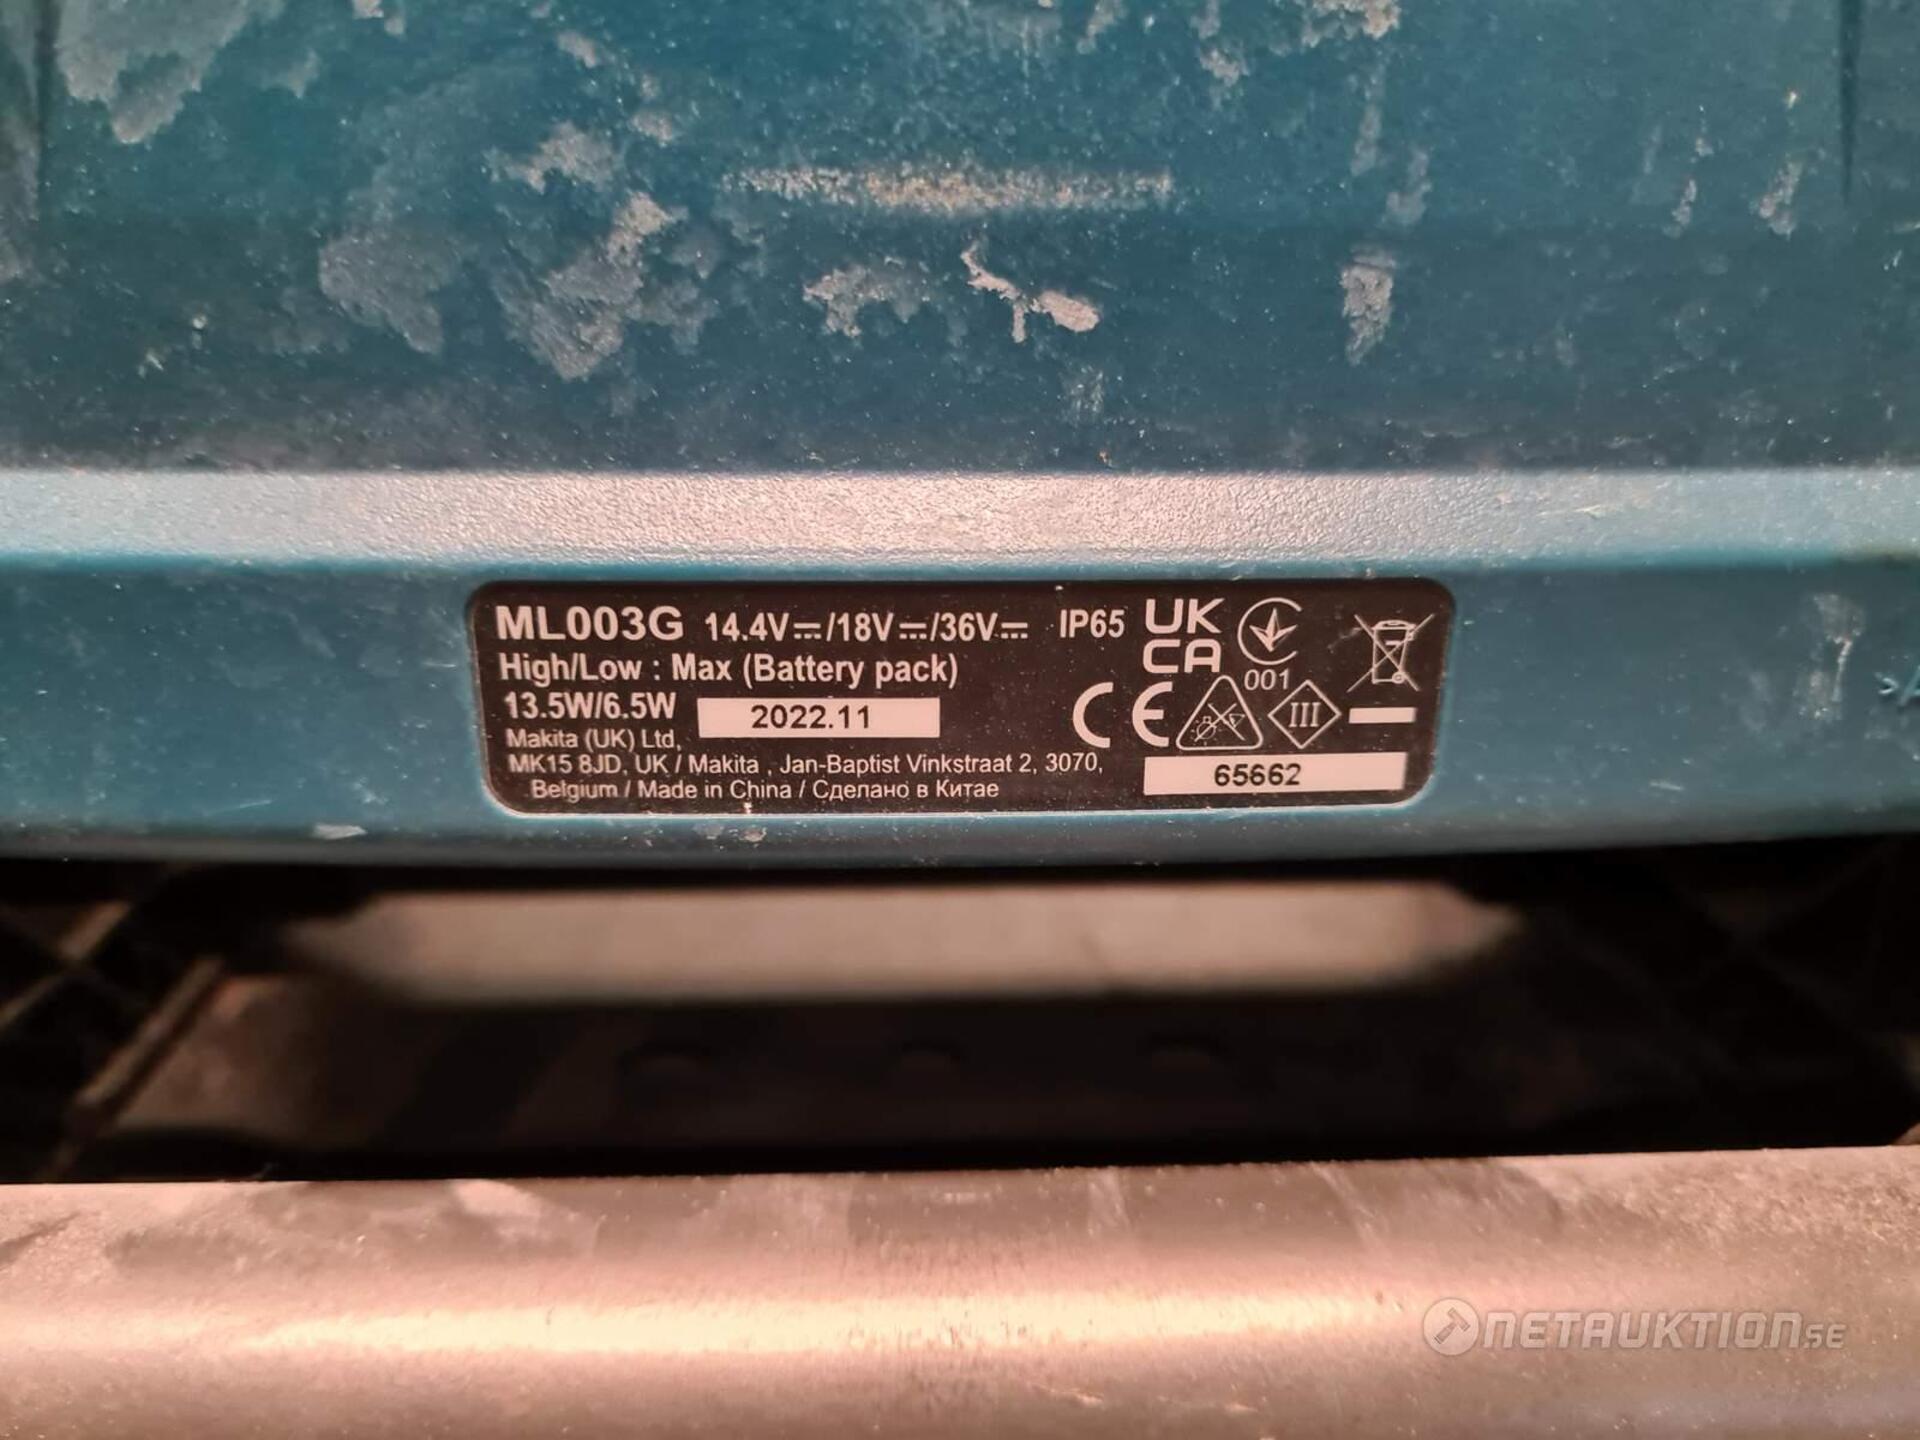 ML003G 14.4V⎓/18V⎓/36V⎓ IP65 UK
CA
High/Low : Max (Battery pack)
13.5W/6.5W 2022.11
001
CE III
Makita (UK) Ltd,
MK15 8JD, UK / Makita , Jan-Baptist Vinkstraat 2, 3070,
Belgium / Made in China / Сделано в Китае
65662
NETAUKTION.SE